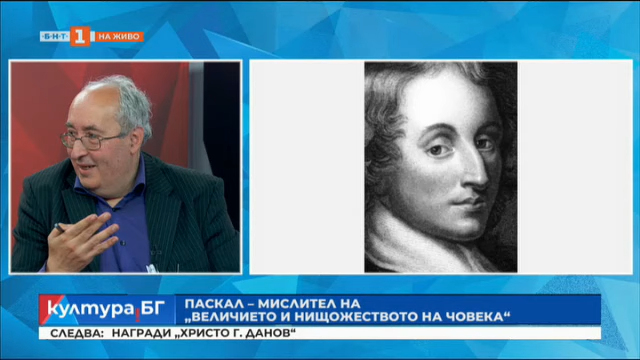 БНТ 1 НА ЖИВО
КУЛТУРА.БГ
ПАСКАЛ – МИСЛИТЕЛ НА
„ВЕЛИЧИЕТО И НИЩОЖЕСТВОТО НА ЧОВЕКА“
СЛЕДВА: НАГРАДИ „ХРИСТО Г. ДАНОВ“